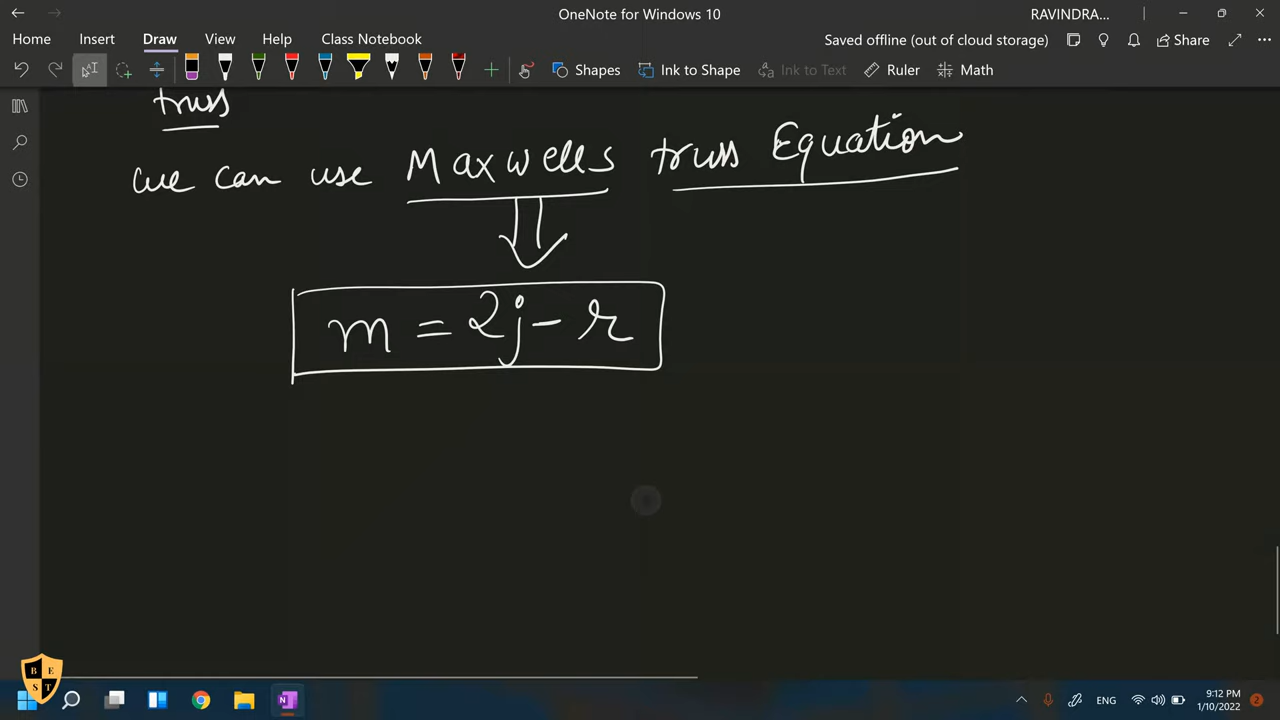 OneNote for Windows 10
RAVINDRA...
Home Insert Draw View Help Class Notebook
Saved offline (out of cloud storage)
Share
Shapes
Ink to Shape
Ink to Text
Ruler
Math
truss
we can use Maxwells truss Equation
m = 2j - r
BEST
ENG
9:12 PM
1/10/2022
2